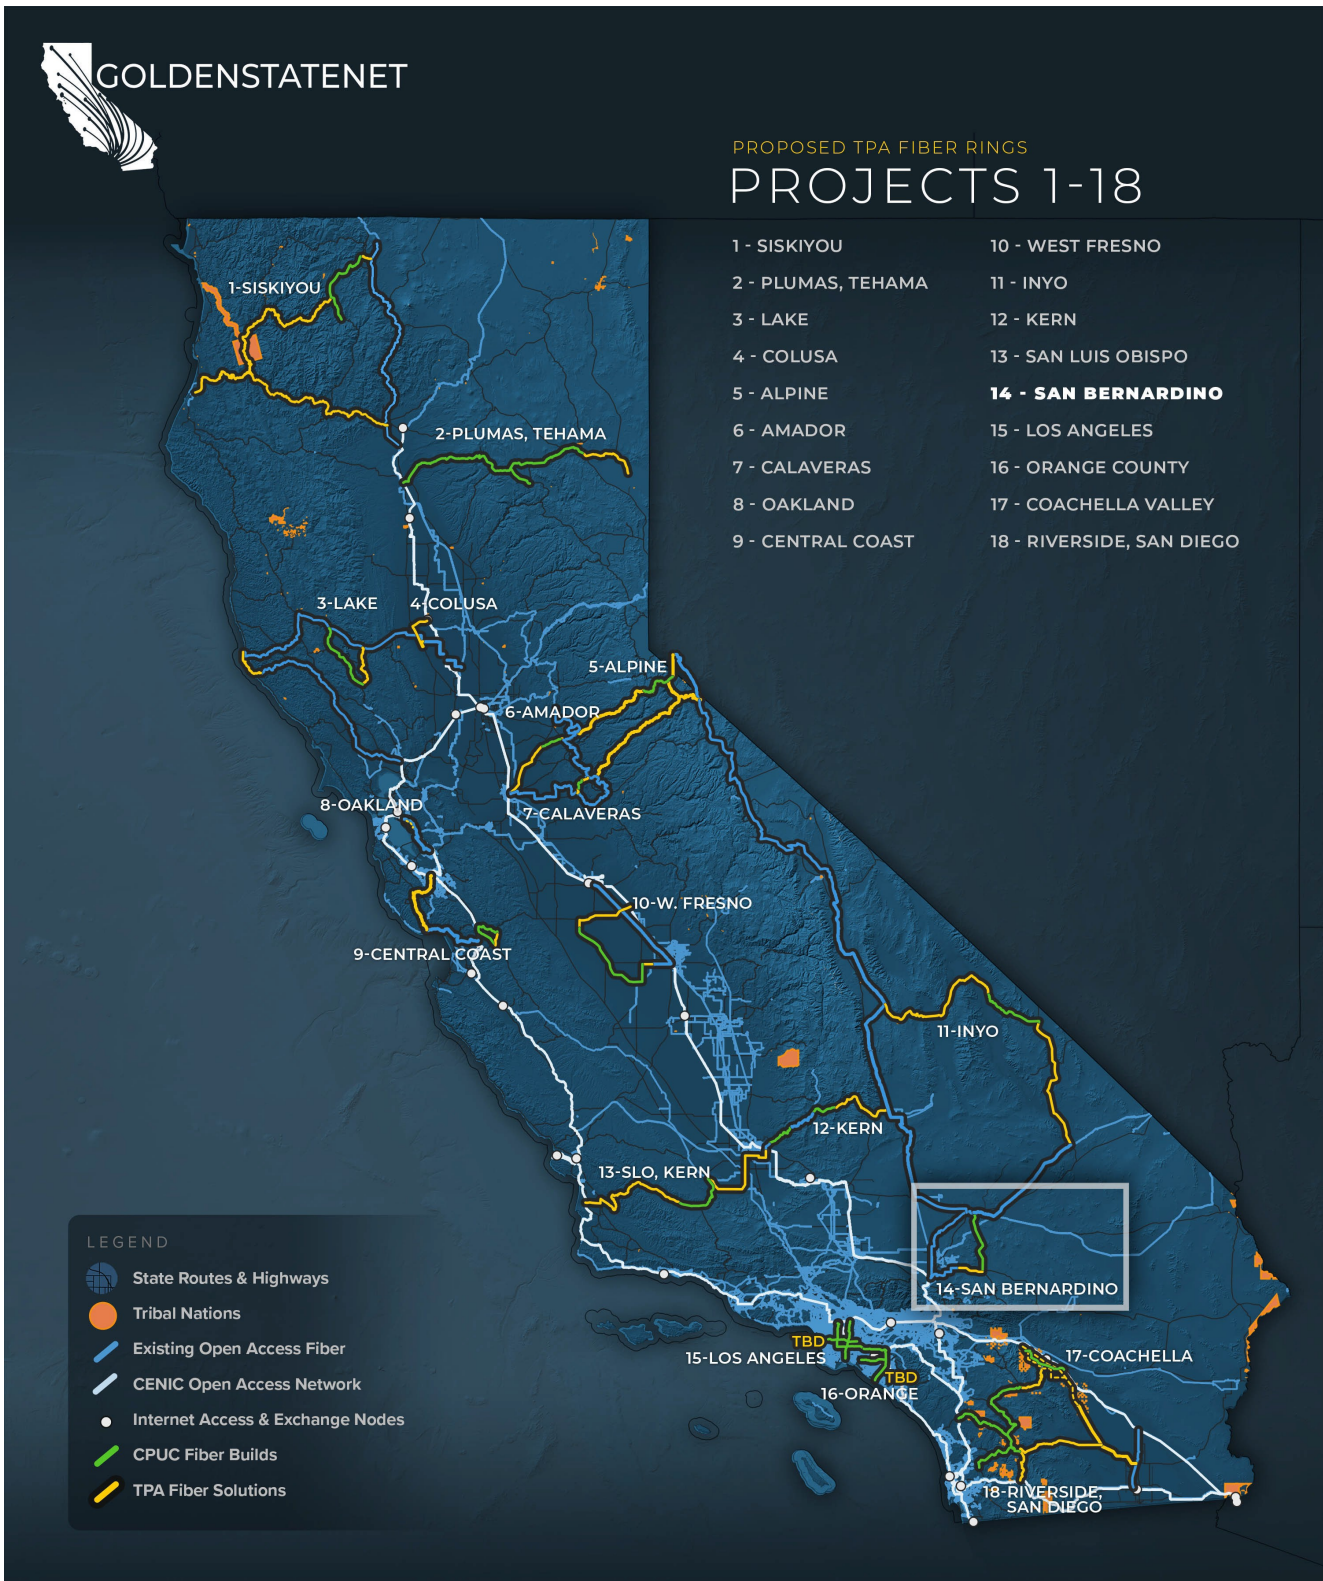 GOLDENSTATENET
PROPOSED TPA FIBER RINGS
PROJECTS 1-18
1 - SISKIYOU
2 - PLUMAS, TEHAMA
3 - LAKE
4 - COLUSA
5 - ALPINE
6 - AMADOR
7 - CALAVERAS
8 - OAKLAND
9 - CENTRAL COAST
10 - WEST FRESNO
11 - INYO
12 - KERN
13 - SAN LUIS OBISPO
14 - SAN BERNARDINO
15 - LOS ANGELES
16 - ORANGE COUNTY
17 - COACHELLA VALLEY
18 - RIVERSIDE, SAN DIEGO
1-SISKIYOU
2-PLUMAS, TEHAMA
3-LAKE
4-COLUSA
5-ALPINE
6-AMADOR
8-OAKLAND
7-CALAVERAS
10-W. FRESNO
9-CENTRAL COAST
11-INYO
12-KERN
13-SLO, KERN
14-SAN BERNARDINO
TBD
15-LOS ANGELES
17-COACHELLA
TBD
16-ORANGE
18-RIVERSIDE,
SAN DIEGO
LEGEND
State Routes & Highways
Tribal Nations
Existing Open Access Fiber
CENIC Open Access Network
Internet Access & Exchange Nodes
CPUC Fiber Builds
TPA Fiber Solutions